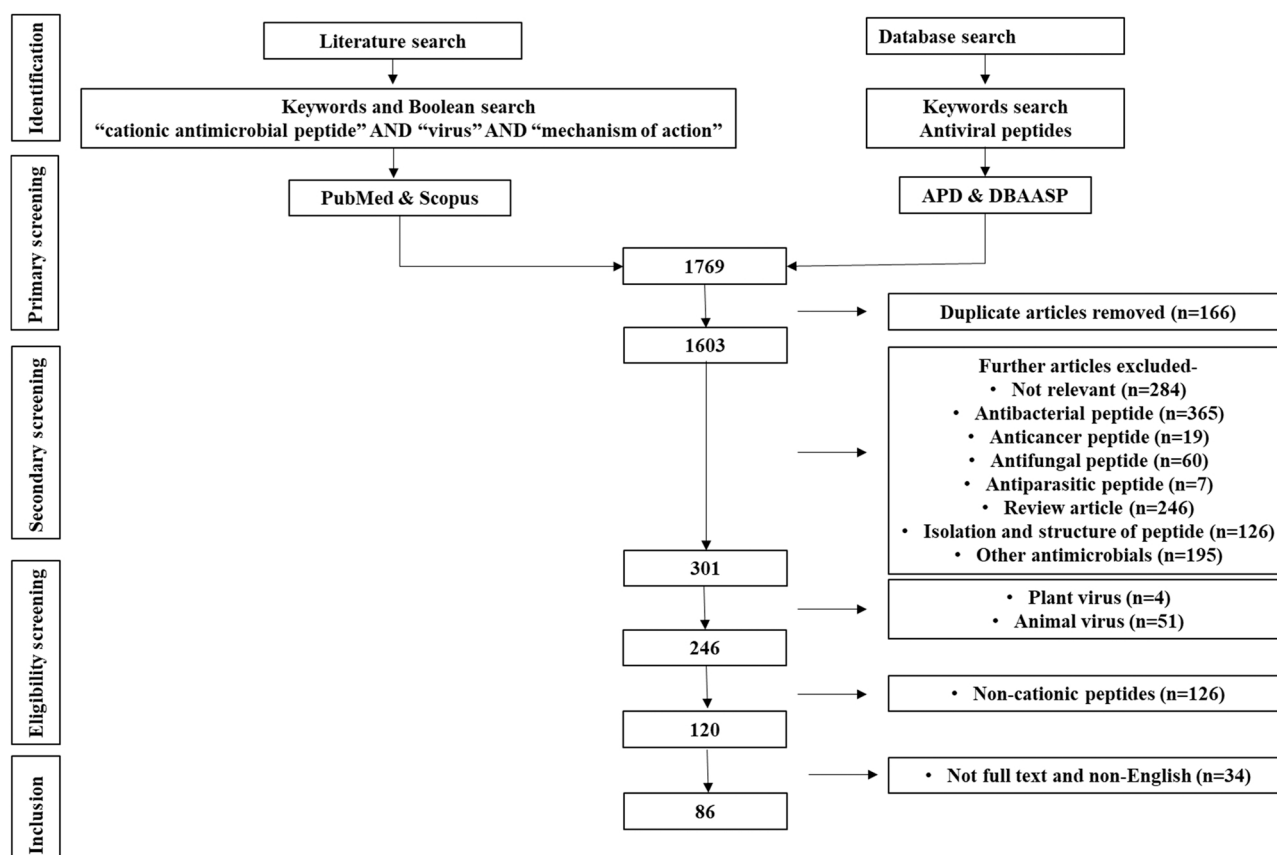 Identification
Literature search
Database search
Keywords and Boolean search
“cationic antimicrobial peptide” AND “virus” AND “mechanism of action”
Keywords search
Antiviral peptides
Primary screening
PubMed & Scopus
APD & DBAASP
1769
Duplicate articles removed (n=166)
1603
Secondary screening
Further articles excluded-
• Not relevant (n=284)
• Antibacterial peptide (n=365)
• Anticancer peptide (n=19)
• Antifungal peptide (n=60)
• Antiparasitic peptide (n=7)
• Review article (n=246)
• Isolation and structure of peptide (n=126)
• Other antimicrobials (n=195)
301
Eligibility screening
• Plant virus (n=4)
• Animal virus (n=51)
246
• Non-cationic peptides (n=126)
120
Inclusion
• Not full text and non-English (n=34)
86